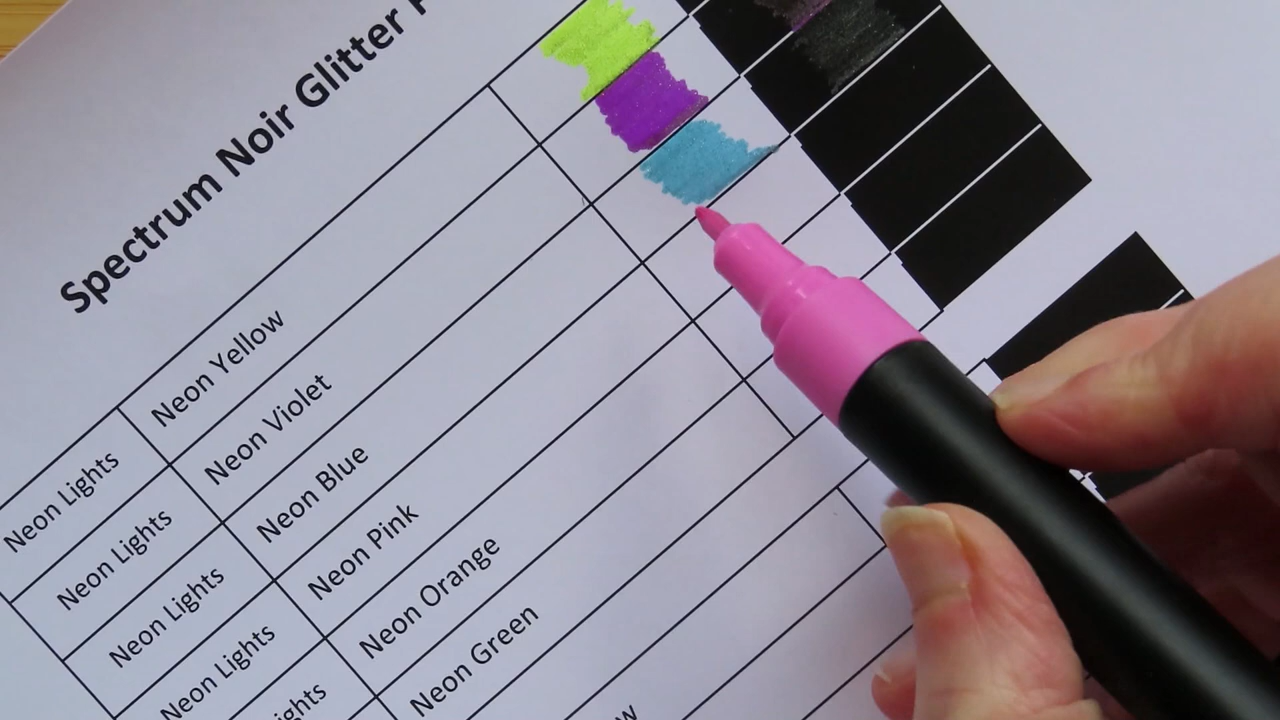 Spectrum Noir Glitter
Neon Lights Neon Yellow
Neon Lights Neon Violet
Neon Lights Neon Blue
Neon Lights Neon Pink
Neon Orange
Neon Green